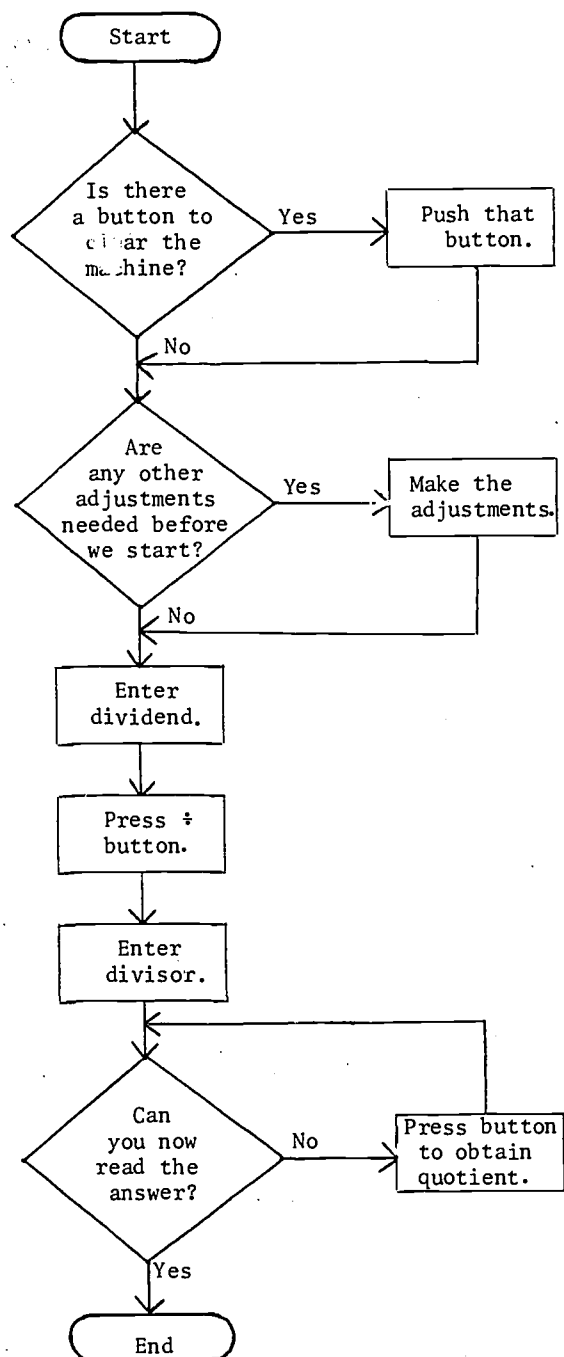 Start
Is there
a button to
clear the
machine?
Yes
Push that
button.
No
Are
any other
adjustments
needed before
we start?
Yes
Make the
adjustments.
No
Enter
dividend.
Press ÷
button.
Enter
divisor.
Can
you now
read the
answer?
No
Press button
to obtain
quotient.
Yes
End